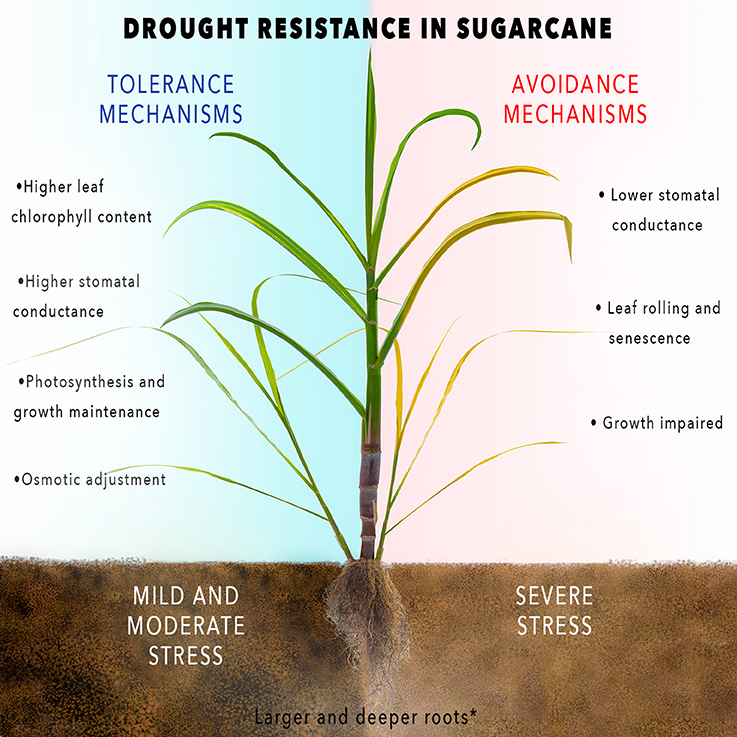 DROUGHT RESISTANCE IN SUGARCANE
TOLERANCE
MECHANISMS
•Higher leaf
chlorophyll content
•Higher stomatal
conductance
•Photosynthesis and
growth maintenance
•Osmotic adjustment
AVOIDANCE
MECHANISMS
• Lower stomatal
conductance
• Leaf rolling and
senescence
• Growth impaired
MILD AND
MODERATE
STRESS
SEVERE
STRESS
Larger and deeper roots*